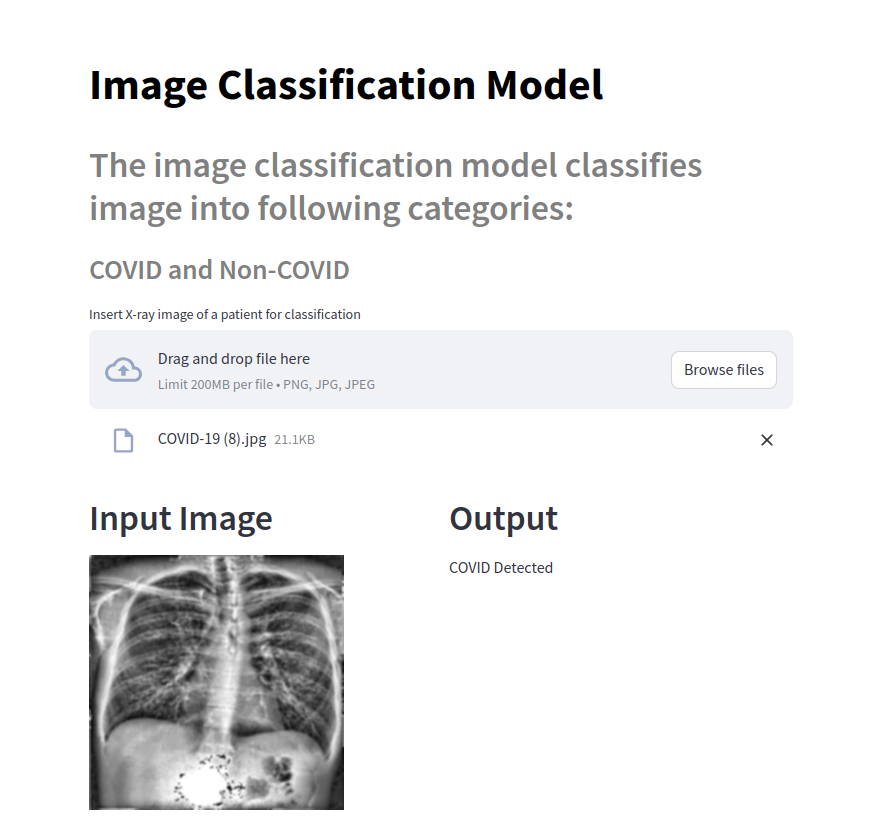 Image Classification Model
The image classification model classifies
image into following categories:
COVID and Non-COVID
Insert X-ray image of a patient for classification
Drag and drop file here
Limit 200MB per file • PNG, JPG, JPEG
Browse files
COVID-19 (8).jpg 21.1KB
Input Image
Output
COVID Detected